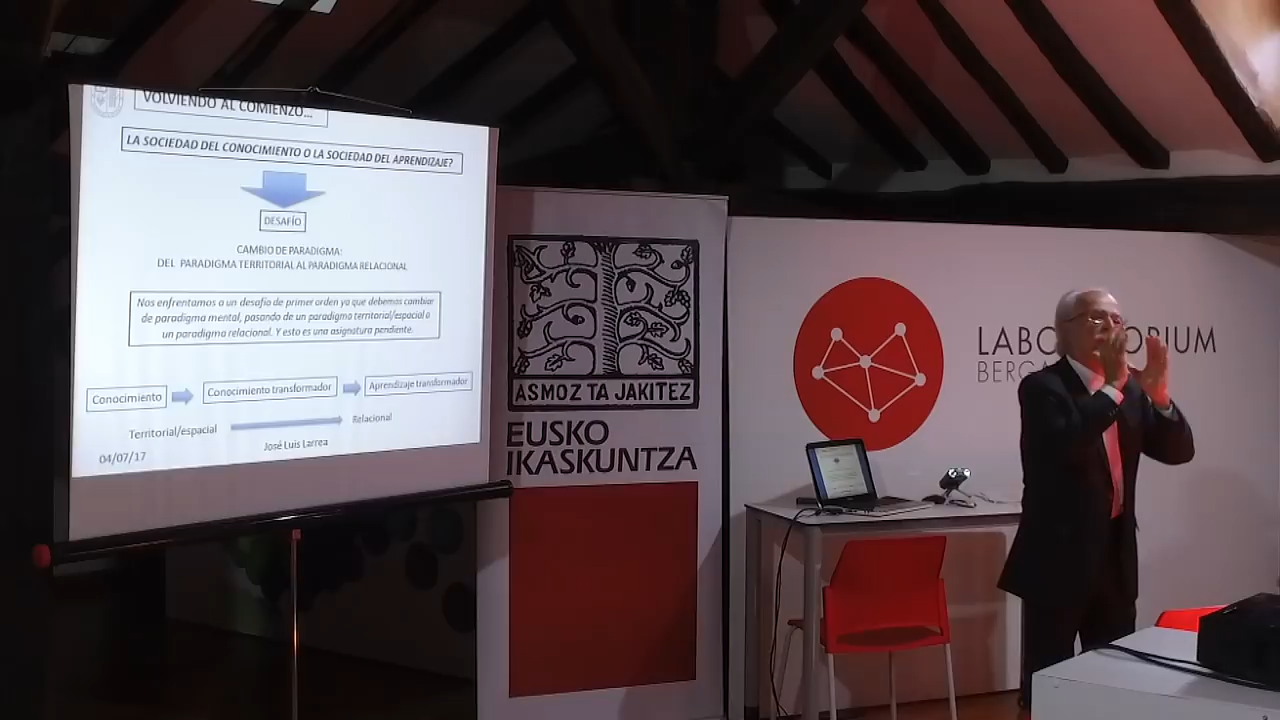 VOLVIENDO AL COMIENZO...
LA SOCIEDAD DEL CONOCIMIENTO O LA SOCIEDAD DEL APRENDIZAJE?
DESAFÍO
CAMBIO DE PARADIGMA:
DEL PARADIGMA TERRITORIAL AL PARADIGMA RELACIONAL
Nos enfrentamos a un desafío de primer orden ya que debemos cambiar
de paradigma mental, pasando de un paradigma territorial/espacial a
un paradigma relacional. Y esto es una asignatura pendiente.
Conocimiento
Conocimiento transformador
Aprendizaje transformador
Territorial/espacial
Relacional
José Luis Larrea
04/07/17
ASMOZ TA JAKITEZ
EUSKO
IKASKUNTZA
LABO ORIUM
BERGA